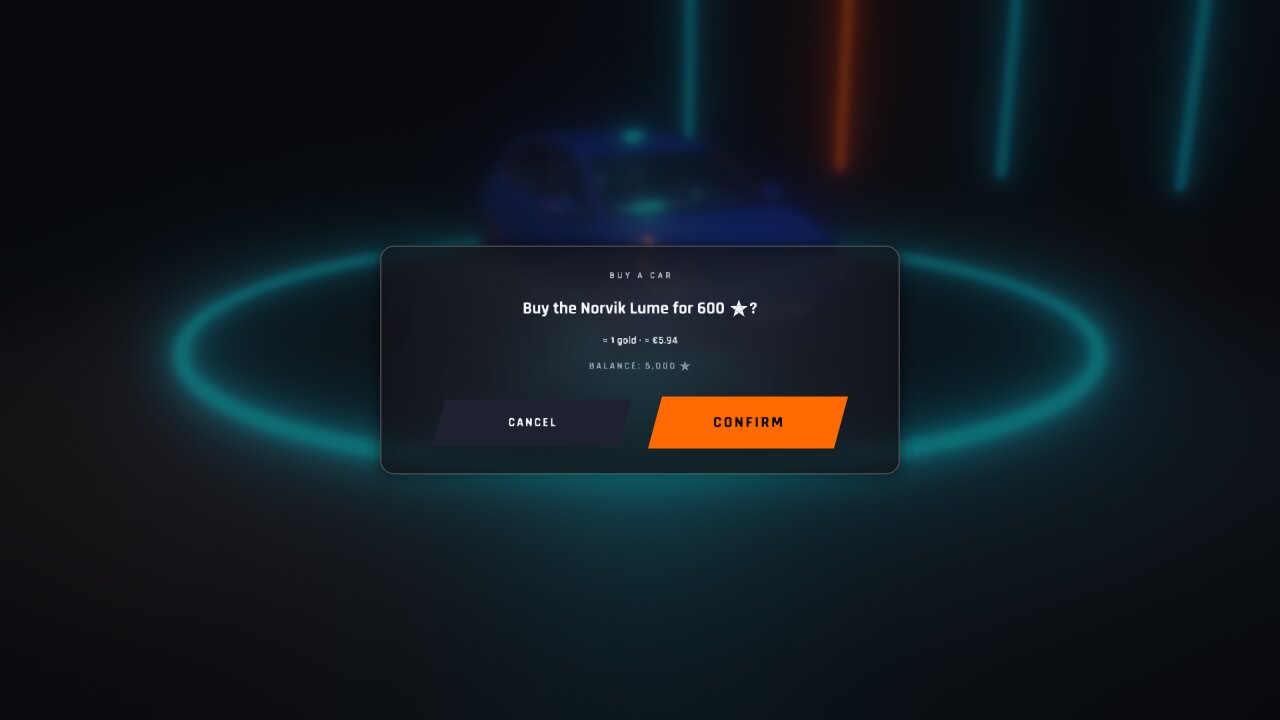 BUY A CAR
Buy the Norvik Lume for 600 ★?
≈ 1 gold · ≈ €5.94
BALANCE: 5,000 ★
CANCEL
CONFIRM